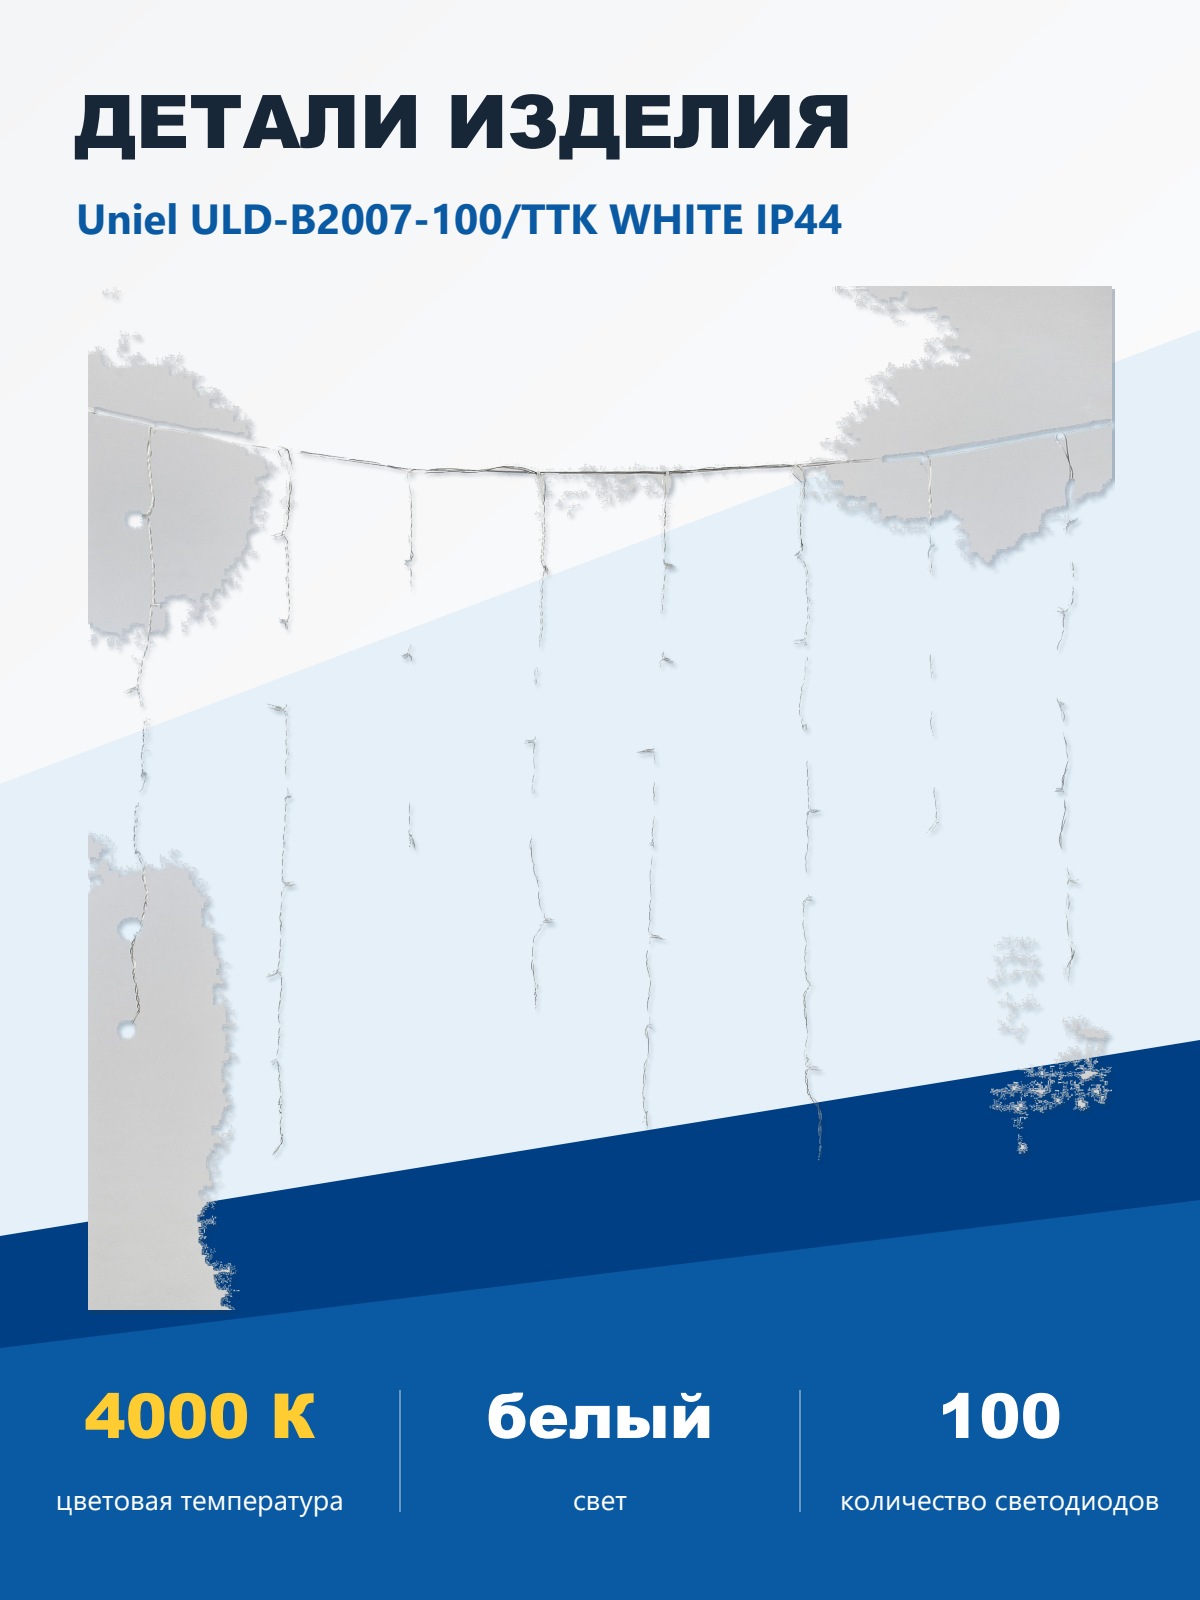 ДЕТАЛИ ИЗДЕЛИЯ
Uniel ULD-B2007-100/TTK WHITE IP44
4000 К
белый
100
цветовая температура
свет
количество светодиодов